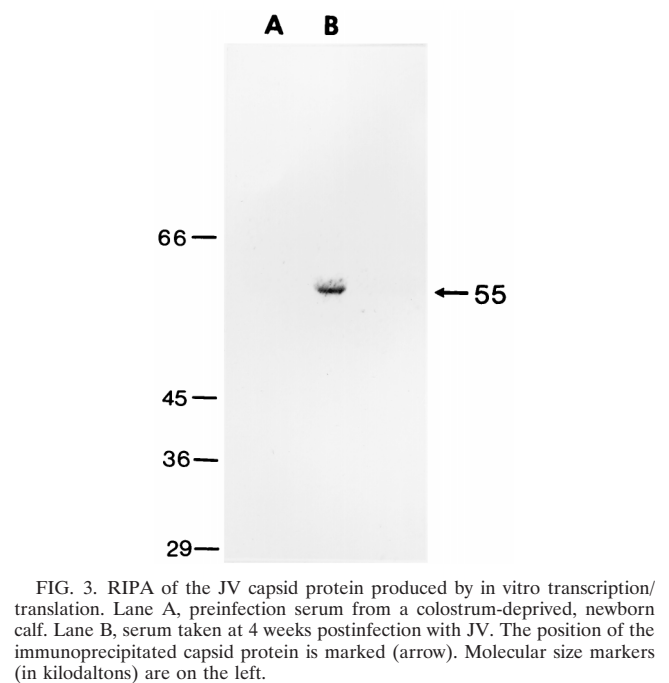 A B
66
55
45
36
29
FIG. 3. RIPA of the JV capsid protein produced by in vitro transcription/
translation. Lane A, preinfection serum from a colostrum-deprived, newborn
calf. Lane B, serum taken at 4 weeks postinfection with JV. The position of the
immunoprecipitated capsid protein is marked (arrow). Molecular size markers
(in kilodaltons) are on the left.